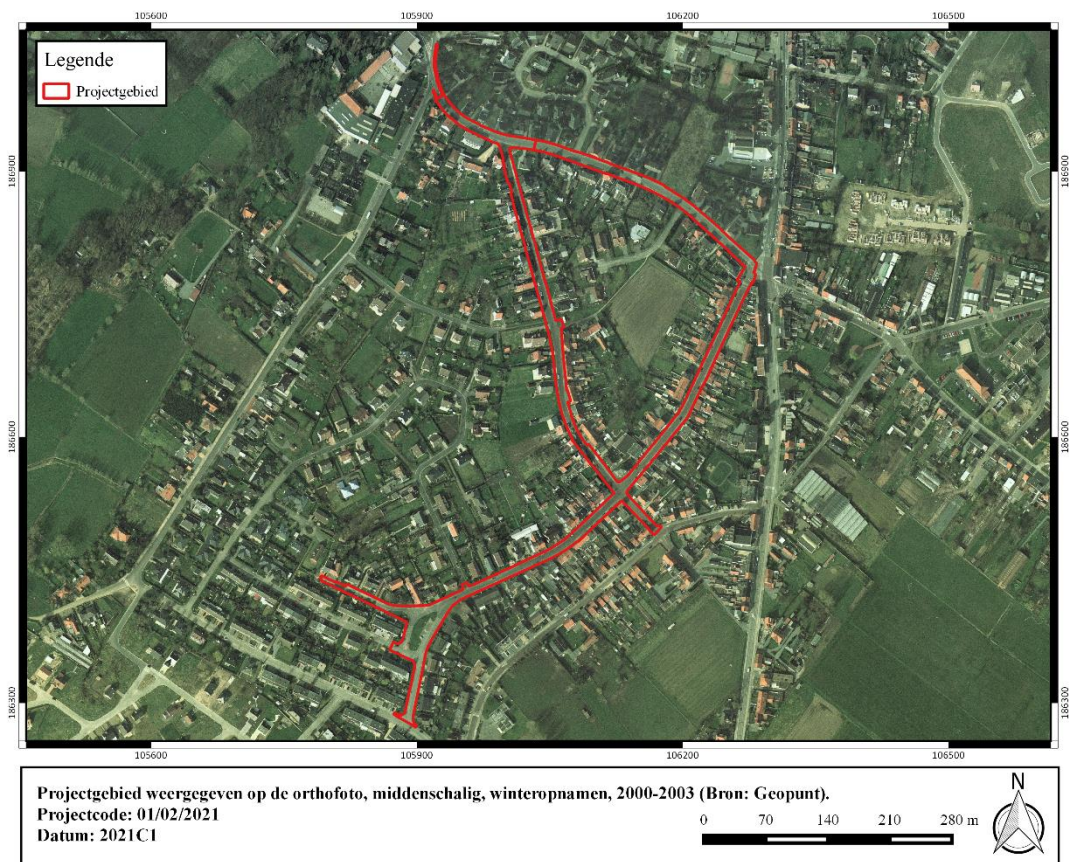 105600 105900 106200 106500
Legende
Projectgebied
186900 186900
186600 186600
186300 186300
105600 105900 106200 106500
Projectgebied weergegeven op de orthofoto, middenschalig, winteropnamen, 2000-2003 (Bron: Geopunt).
Projectcode: 01/02/2021
Datum: 2021C1
0 70 140 210 280 m
N